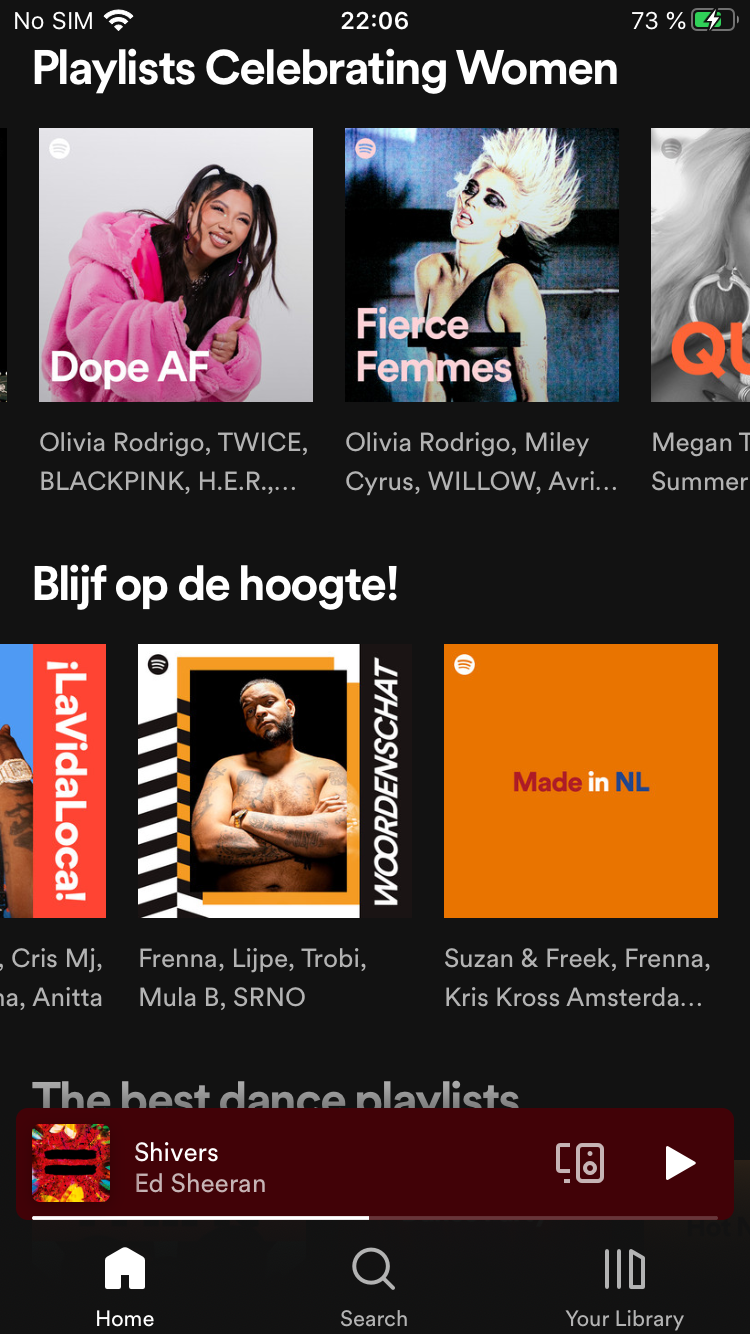 No SIM 22:06 73 %
Playlists Celebrating Women
Dope AF
Fierce
Femmes
QU
Olivia Rodrigo, TWICE,
BLACKPINK, H.E.R.,...
Olivia Rodrigo, Miley
Cyrus, WILLOW, Avri...
Megan T
Summer
Blijf op de hoogte!
¡LaVidaLoca!
WOORDENSCHAT
Made in NL
, Cris Mj,
na, Anitta
Frenna, Lijpe, Trobi,
Mula B, SRNO
Suzan & Freek, Frenna,
Kris Kross Amsterda...
The best dance playlists
Shivers
Ed Sheeran
Home
Search
Your Library